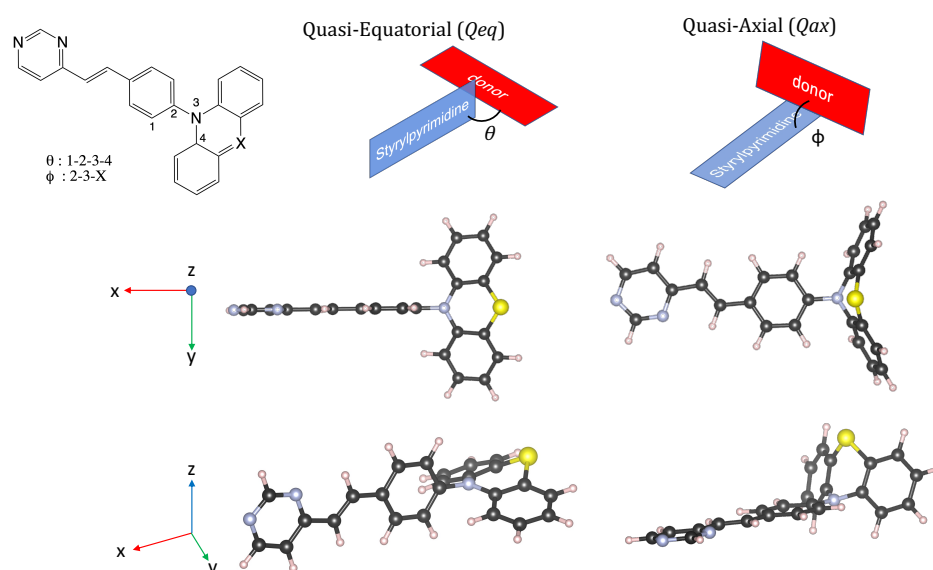 Quasi-Equatorial (Qeq)
Quasi-Axial (Qax)
N
N
1
2
3
N
4
X
θ : 1-2-3-4
ϕ : 2-3-X
donor
Styrylpyrimidine
θ
donor
Styrylpyrimidine
ϕ
z
x
y
z
x
y